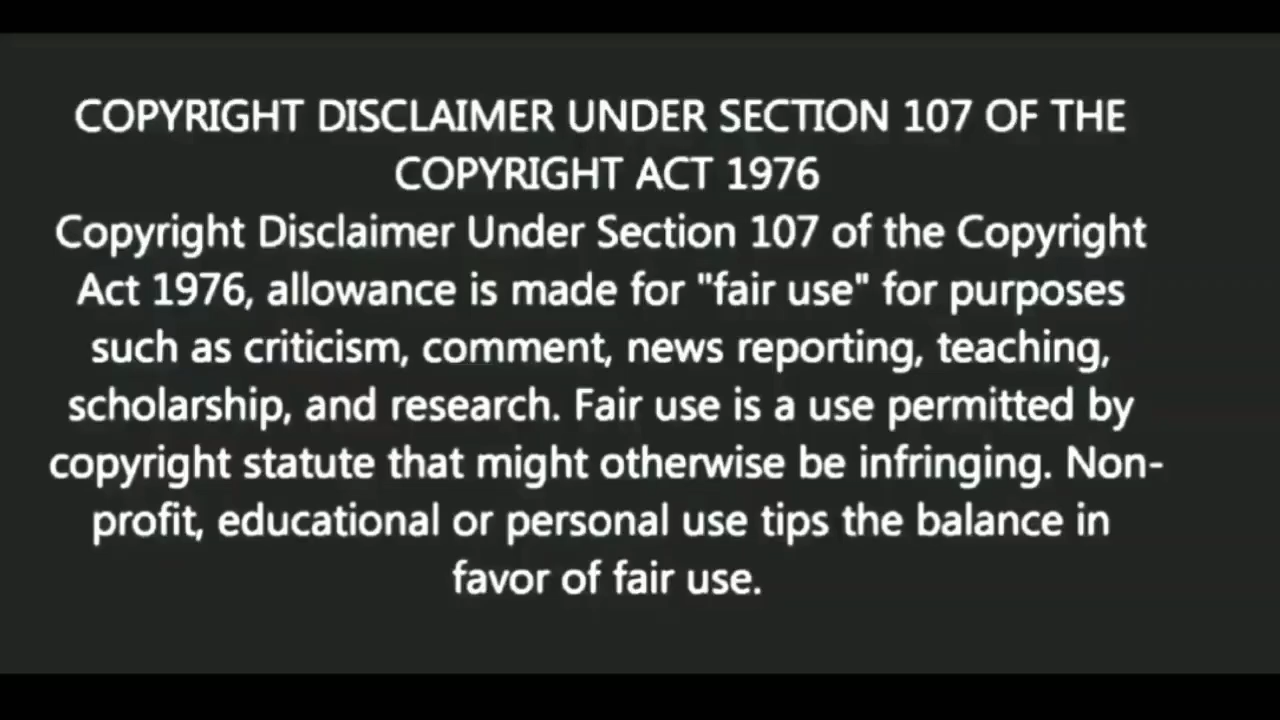 COPYRIGHT DISCLAIMER UNDER SECTION 107 OF THE
COPYRIGHT ACT 1976
Copyright Disclaimer Under Section 107 of the Copyright
Act 1976, allowance is made for "fair use" for purposes
such as criticism, comment, news reporting, teaching,
scholarship, and research. Fair use is a use permitted by
copyright statute that might otherwise be infringing. Non-
profit, educational or personal use tips the balance in
favor of fair use.